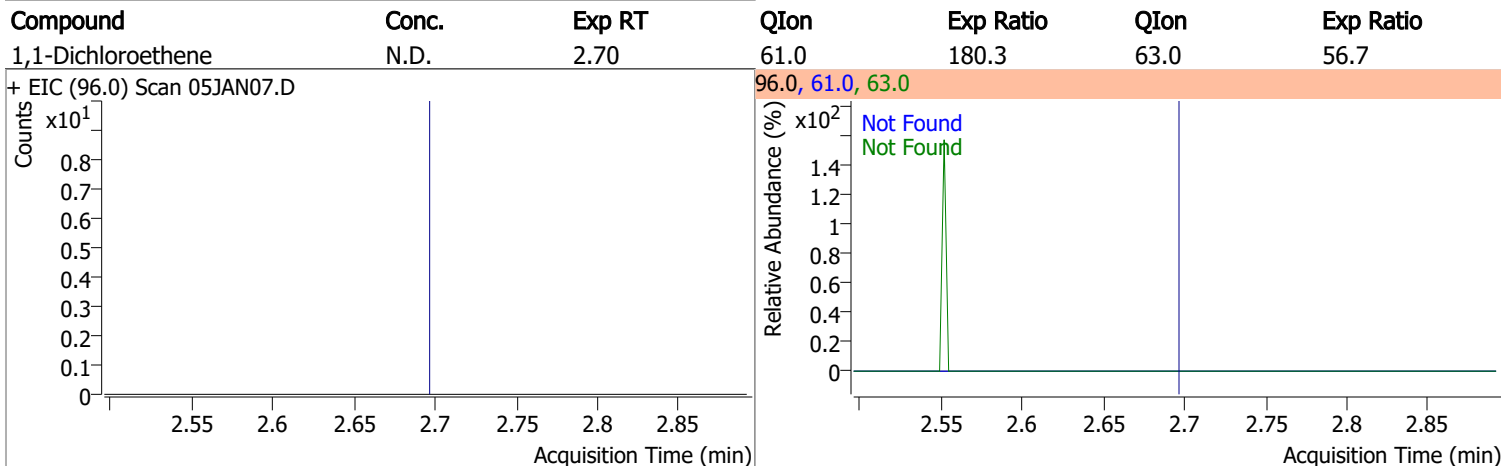 Compound Conc. Exp RT QIon Exp Ratio QIon Exp Ratio
1,1-Dichloroethene N.D. 2.70 61.0 180.3 63.0 56.7
+ EIC (96.0) Scan 05JAN07.D
Counts
x10¹
0.8
0.7
0.6
0.5
0.4
0.3
0.2
0.1
0
2.55 2.6 2.65 2.7 2.75 2.8 2.85
Acquisition Time (min)
96.0, 61.0, 63.0
Relative Abundance (%)
x10²
Not Found
Not Found
1.4
1.2
1
0.8
0.6
0.4
0.2
0
2.55 2.6 2.65 2.7 2.75 2.8 2.85
Acquisition Time (min)